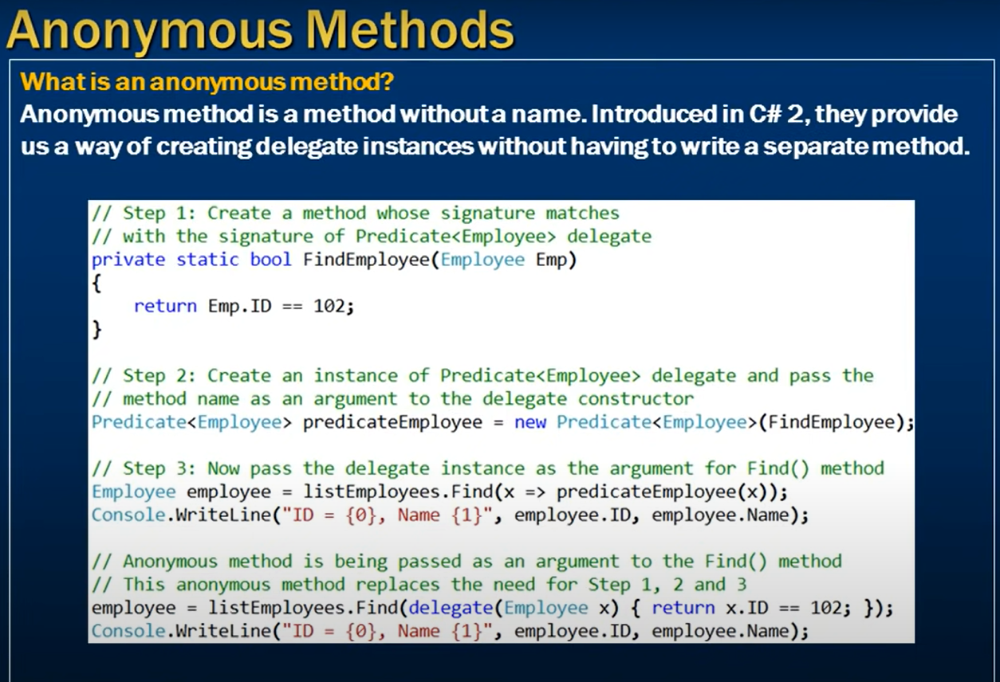 Anonymous Methods
What is an anonymous method?
Anonymous method is a method without a name. Introduced in C# 2, they provide
us a way of creating delegate instances without having to write a separate method.
// Step 1: Create a method whose signature matches
// with the signature of Predicate<Employee> delegate
private static bool FindEmployee(Employee Emp)
{
    return Emp.ID == 102;
}
// Step 2: Create an instance of Predicate<Employee> delegate and pass the
// method name as an argument to the delegate constructor
Predicate<Employee> predicateEmployee = new Predicate<Employee>(FindEmployee);
// Step 3: Now pass the delegate instance as the argument for Find() method
Employee employee = listEmployees.Find(x => predicateEmployee(x));
Console.WriteLine("ID = {0}, Name {1}", employee.ID, employee.Name);
// Anonymous method is being passed as an argument to the Find() method
// This anonymous method replaces the need for Step 1, 2 and 3
employee = listEmployees.Find(delegate(Employee x) { return x.ID == 102; });
Console.WriteLine("ID = {0}, Name {1}", employee.ID, employee.Name);